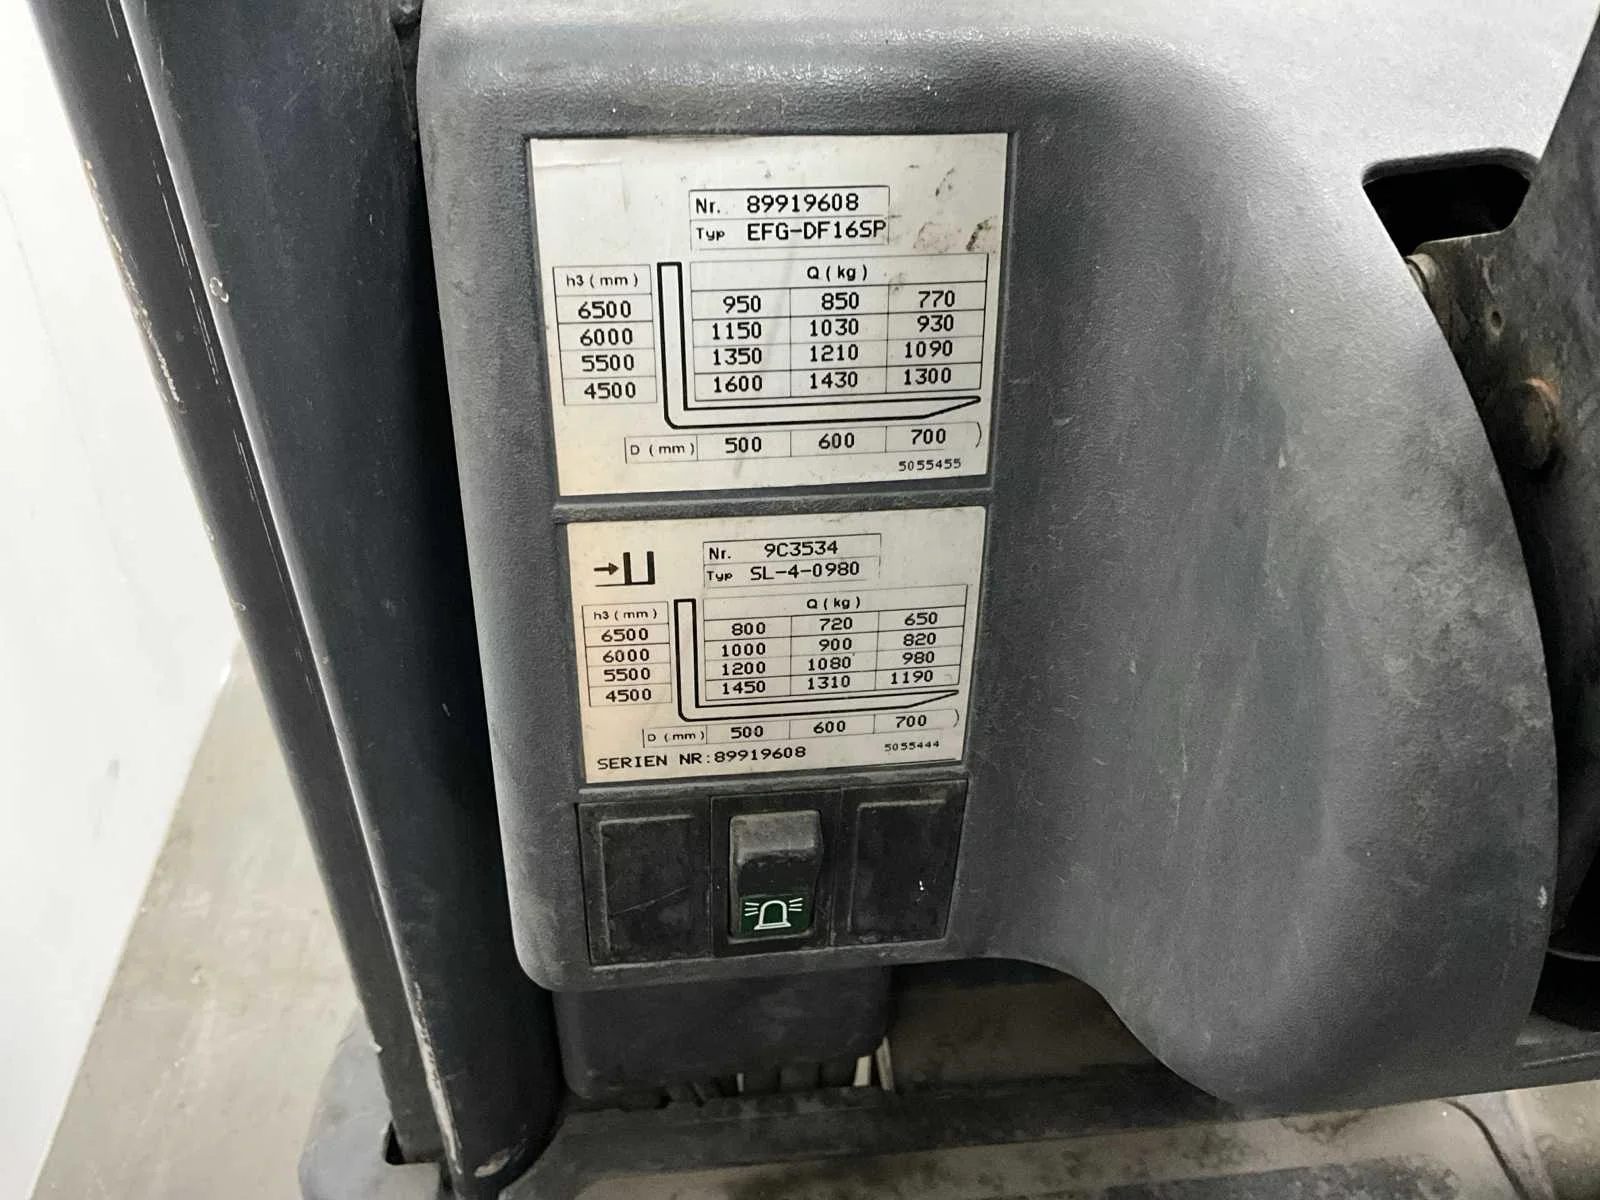 Nr. 89919608
Typ EFG-DF16SP
h3 (mm) Q (kg)
6500 950 850 770
6000 1150 1030 930
5500 1350 1210 1090
4500 1600 1430 1300
D (mm) 500 600 700
5055455
Nr. 9C3534
Typ SL-4-0980
h3 (mm) Q (kg)
6500 800 720 650
6000 1000 900 820
5500 1200 1080 980
4500 1450 1310 1190
D (mm) 500 600 700
SERIEN NR:89919608 5055444